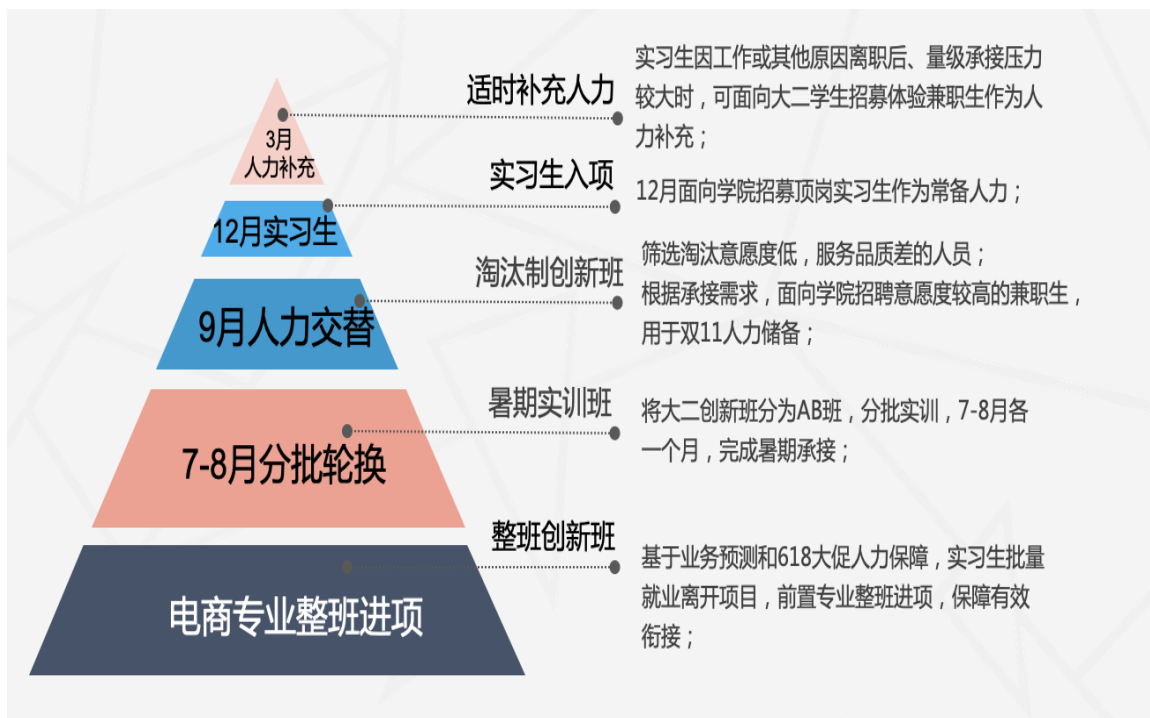 适时补充人力
实习生因工作或其他原因离职后、量级承接压力
较大时，可面向大二学生招募体验兼职生作为人
力补充；
3月
人力补充
实习生入项
12月面向学院招募顶岗实习生作为常备人力；
12月实习生
淘汰制创新班
筛选淘汰意愿度低，服务品质差的人员；
根据承接需求，面向学院招聘意愿度较高的兼职生，
用于双11人力储备；
9月人力交替
暑期实训班
将大二创新班分为AB班，分批实训，7-8月各
一个月，完成暑期承接；
7-8月分批轮换
整班创新班
基于业务预测和618大促人力保障，实习生批量
就业离开项目，前置专业整班进项，保障有效
衔接；
电商专业整班进项